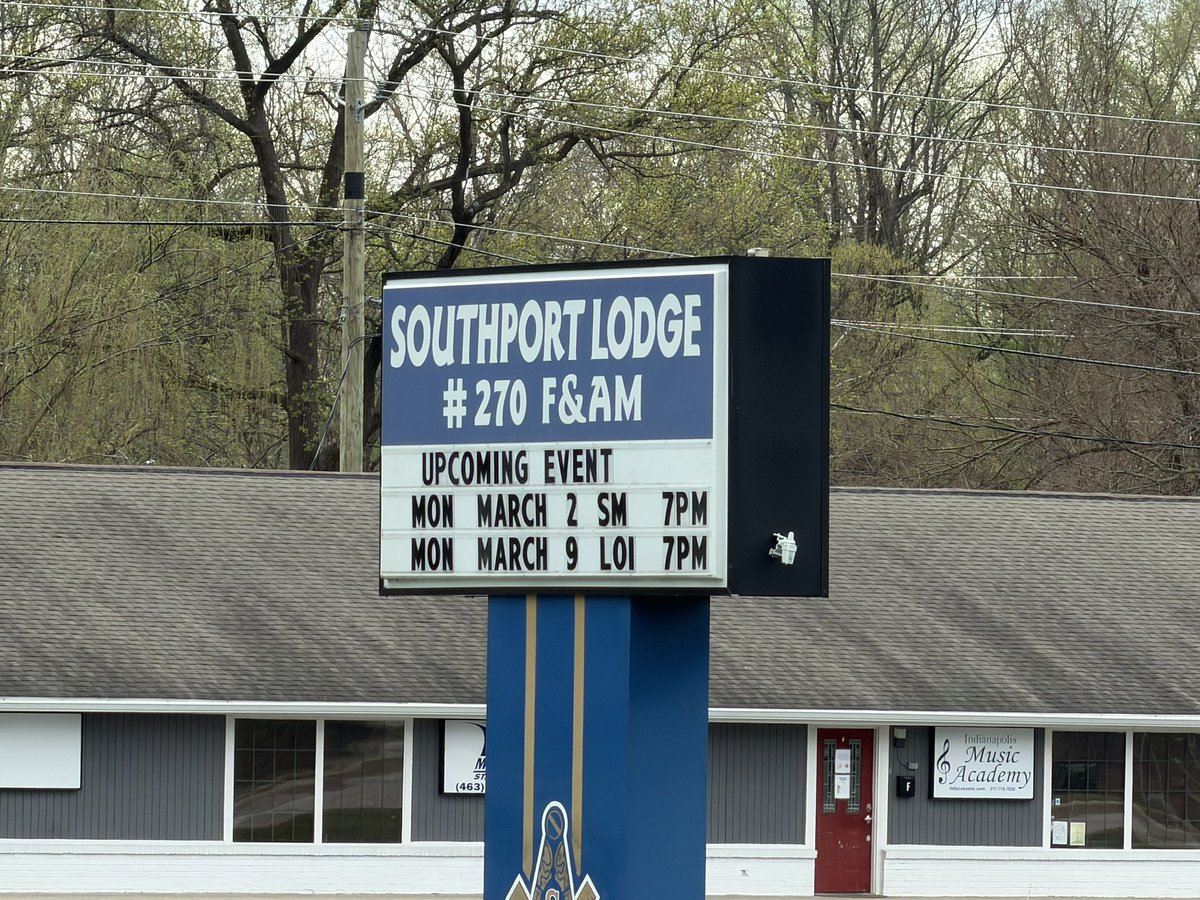 SOUTHPORT LODGE
# 270 F&AM
UPCOMING EVENT
MON MARCH 2 SM 7PM
MON MARCH 9 LOI 7PM
(463)
Indianapolis
Music
Academy
F